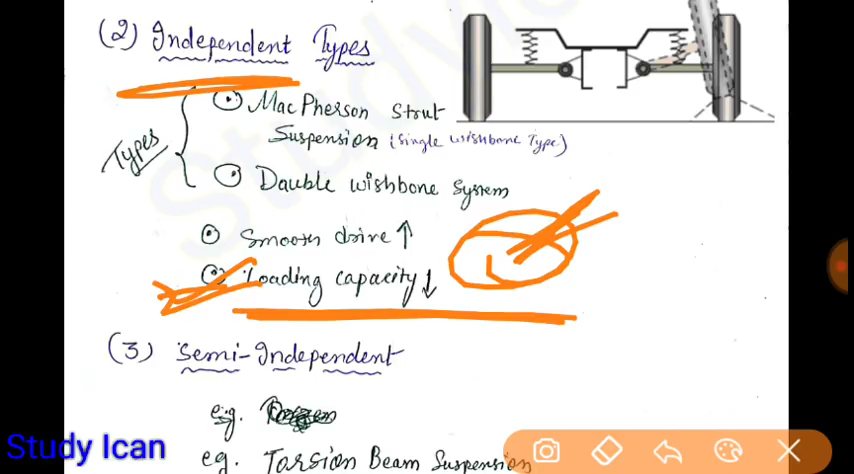 (2) Independent Types
Types
MacPherson Strut
Suspension (Single wishbone Type)
Dauble wishbone System
Smooth drive ↑
Loading capacity ↓
(3) Semi-Independent
eg.
eg. Torsion Beam Suspension
Study Ican